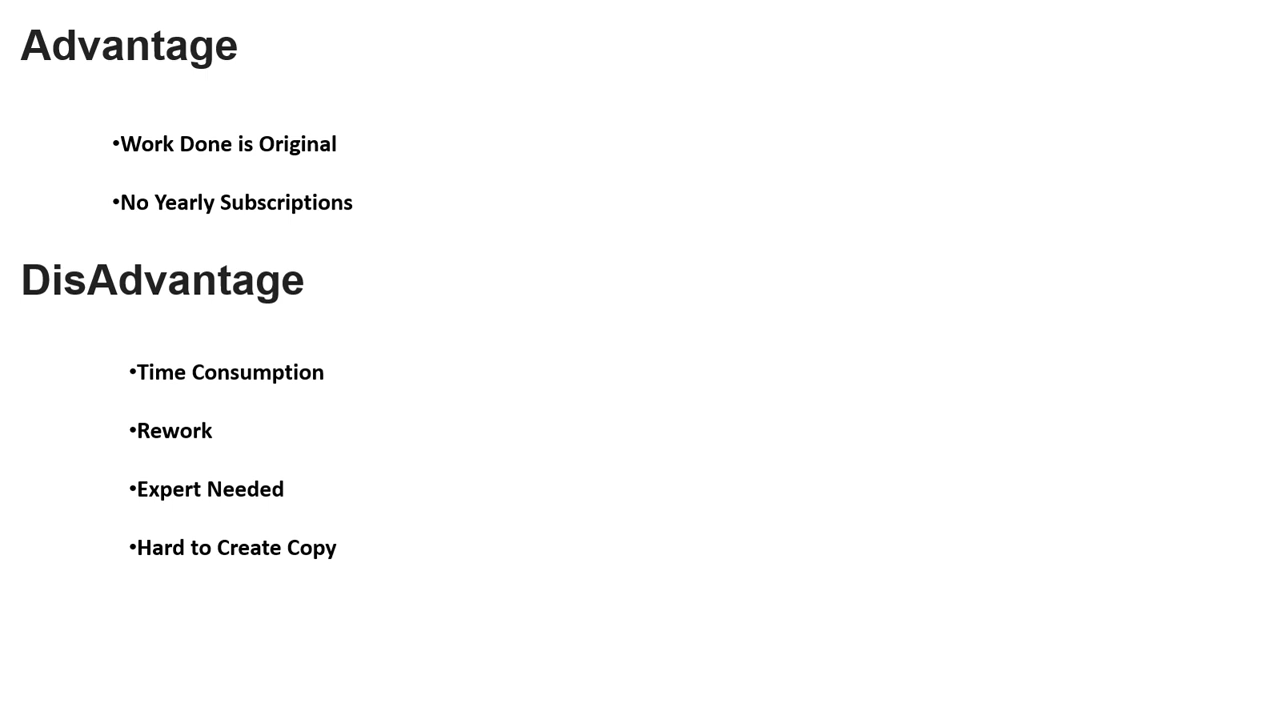 Advantage
•Work Done is Original
•No Yearly Subscriptions
DisAdvantage
•Time Consumption
•Rework
•Expert Needed
•Hard to Create Copy